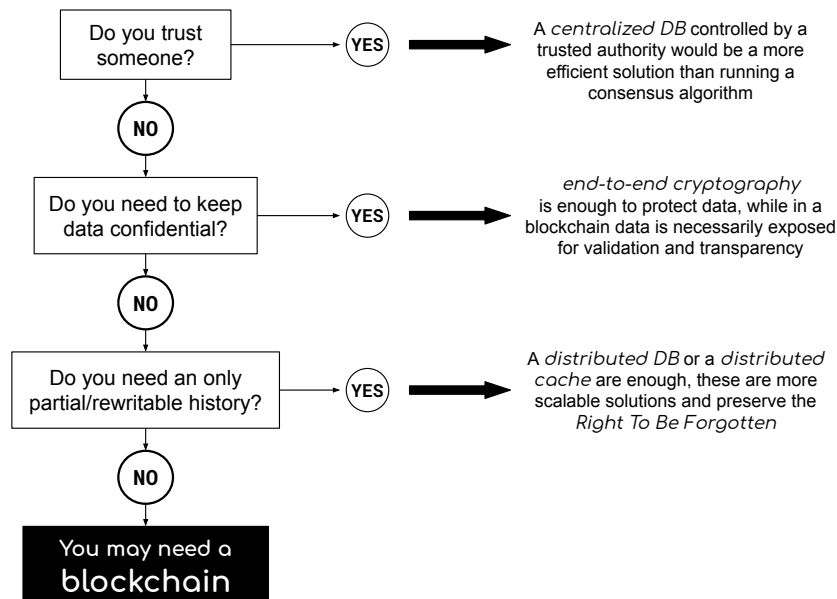 Do you trust
someone?
YES
A centralized DB controlled by a
trusted authority would be a more
efficient solution than running a
consensus algorithm
NO
Do you need to keep
data confidential?
YES
end-to-end cryptography
is enough to protect data, while in a
blockchain data is necessarily exposed
for validation and transparency
NO
Do you need an only
partial/rewritable history?
YES
A distributed DB or a distributed
cache are enough, these are more
scalable solutions and preserve the
Right To Be Forgotten
NO
You may need a
blockchain